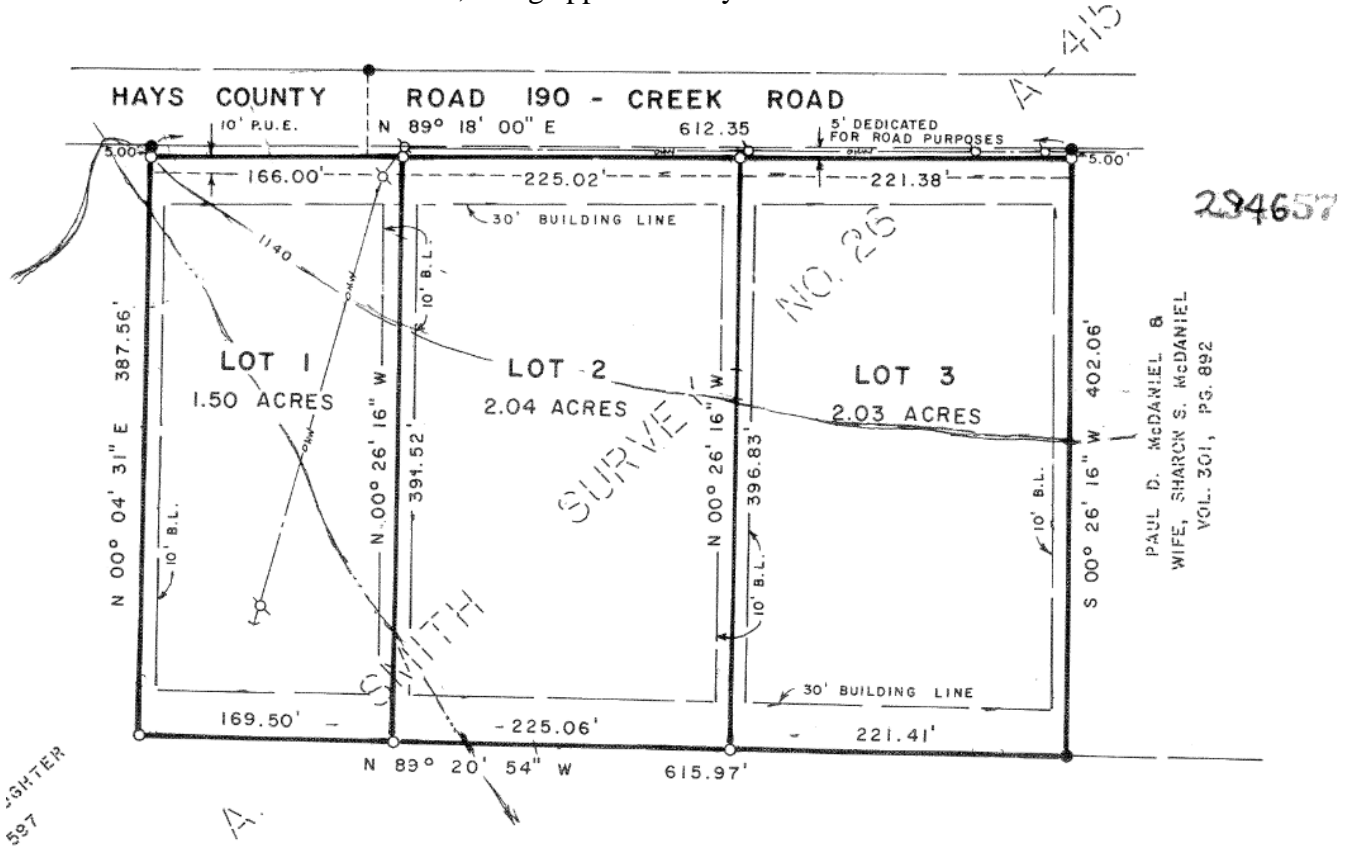 A - 415
HAYS COUNTY ROAD 190 - CREEK ROAD
10' P.U.E.
N 89° 18' 00" E 612.35
5' DEDICATED
FOR ROAD PURPOSES
5.00'
5.00'
166.00'
225.02'
221.38'
294657
30' BUILDING LINE
1140
10' B.L.
NO. 26
N 00° 04' 31" E 387.56'
LOT 1
1.50 ACRES
OHW
OHW
N 00° 26' 16" W
394.52'
LOT 2
2.04 ACRES
SURVEY
N 00° 26' 16" W
396.83'
LOT 3
2.03 ACRES
S 00° 26' 16" W 402.06'
PAUL D. McDANIEL &
WIFE, SHARON S. McDANIEL
VOL. 301, PG. 892
10' B.L.
10' B.L.
10' B.L.
SMITH
30' BUILDING LINE
169.50'
225.06'
221.41'
N 89° 20' 54" W 615.97'
A.
597